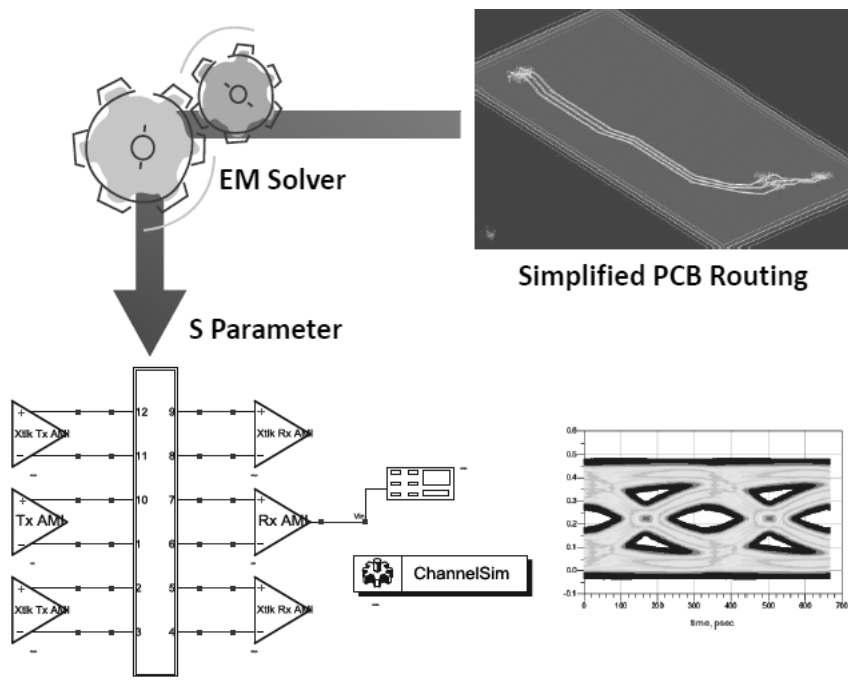 EM Solver
Simplified PCB Routing
S Parameter
12 9
Xtlk Tx AMI Xtlk Rx AMI
11 8
10 7
Tx AMI Rx AMI
1 6
2 5
Xtlk Tx AMI Xtlk Rx AMI
3 4
ChannelSim
0.6
0.5
0.4
0.3
0.2
0.1
0.0
-0.1
0 100 200 300 400 500 600 700
time, psec